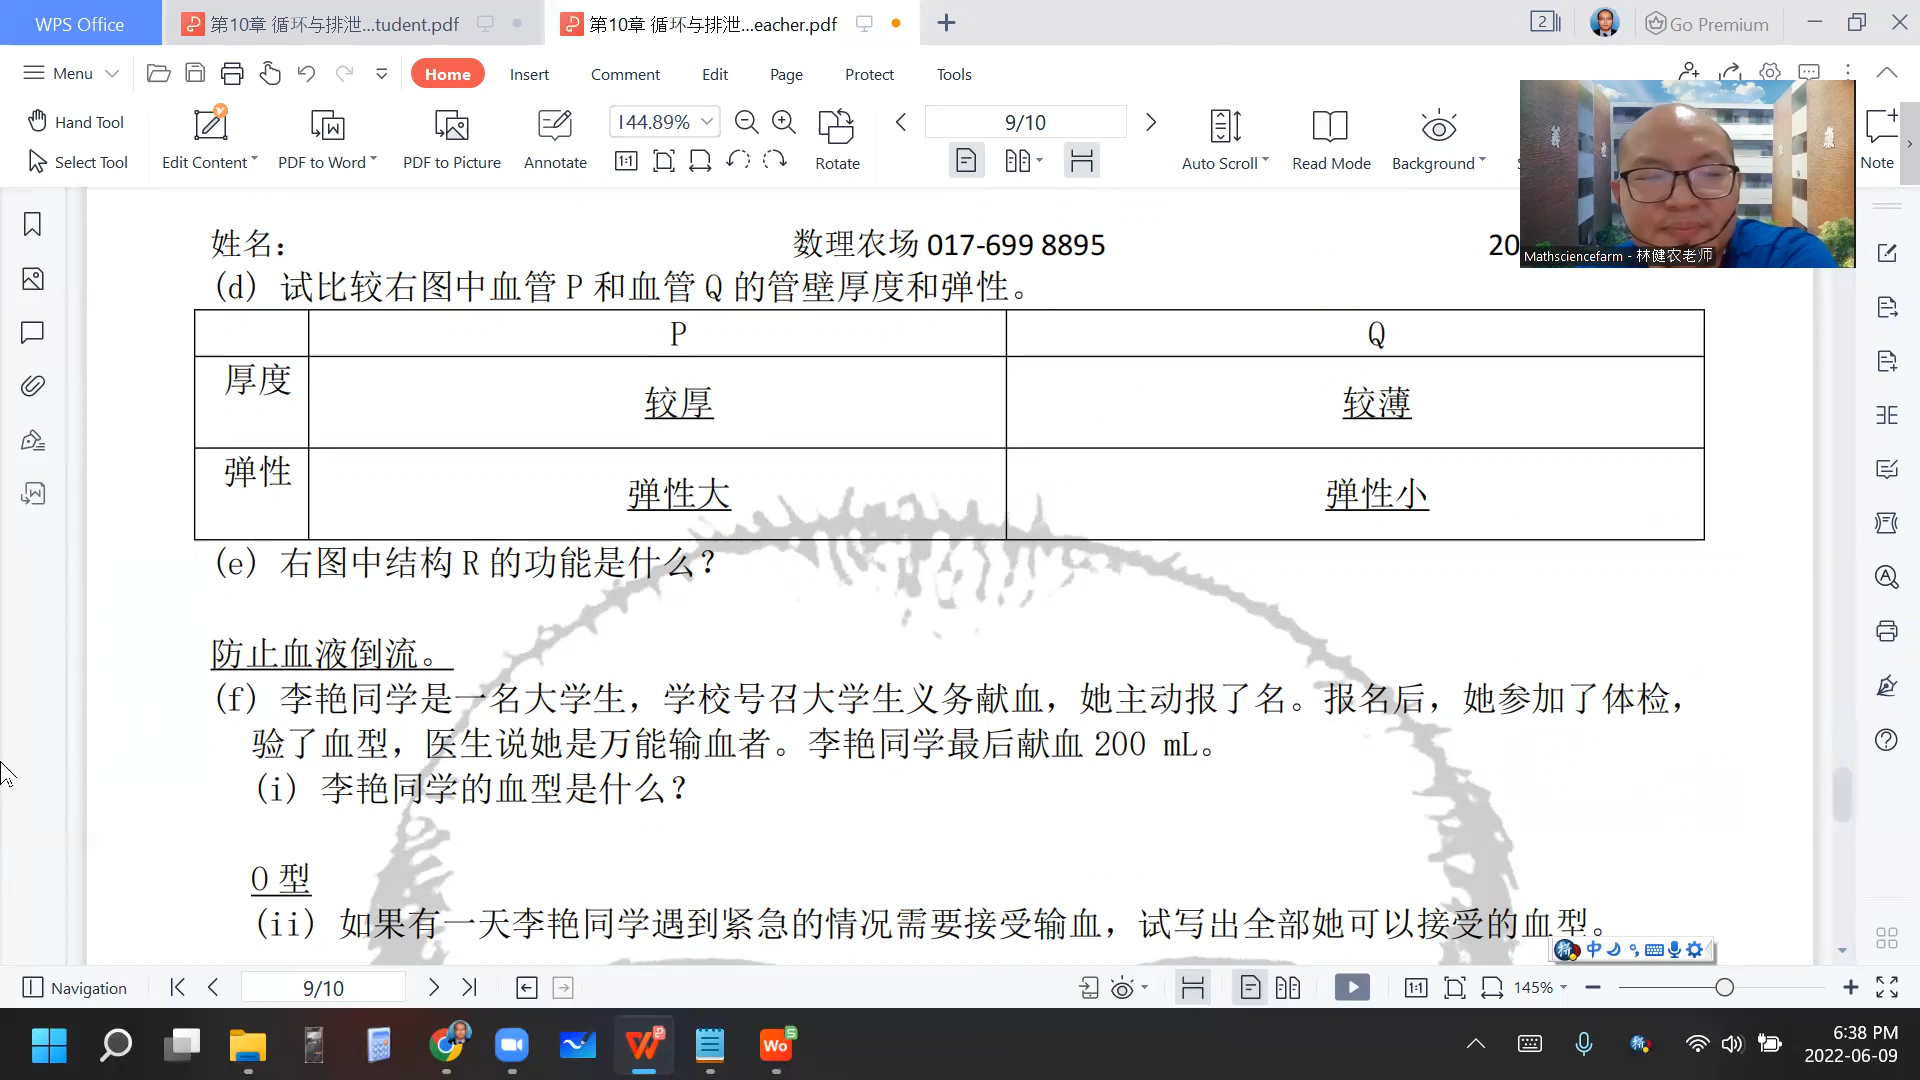 WPS Office
第10章 循环与排泄...tudent.pdf
第10章 循环与排泄...eacher.pdf
2
Go Premium
Menu
Home
Insert
Comment
Edit
Page
Protect
Tools
Hand Tool
Select Tool
Edit Content
PDF to Word
PDF to Picture
Annotate
144.89%
Rotate
9/10
Auto Scroll
Read Mode
Background
Note
Mathsciencefarm - 林健农老师
姓名:
数理农场 017-699 8895
20
(d) 试比较右图中血管 P 和血管 Q 的管壁厚度和弹性。
P
Q
厚度
较厚
较薄
弹性
弹性大
弹性小
(e) 右图中结构 R 的功能是什么?
防止血液倒流。
(f) 李艳同学是一名大学生, 学校号召大学生义务献血, 她主动报了名。报名后, 她参加了体检,
验了血型, 医生说她是万能输血者。李艳同学最后献血 200 mL。
(i) 李艳同学的血型是什么?
O 型
(ii) 如果有一天李艳同学遇到紧急的情况需要接受输血, 试写出全部她可以接受的血型。
中
Navigation
9/10
145%
6:38 PM
2022-06-09